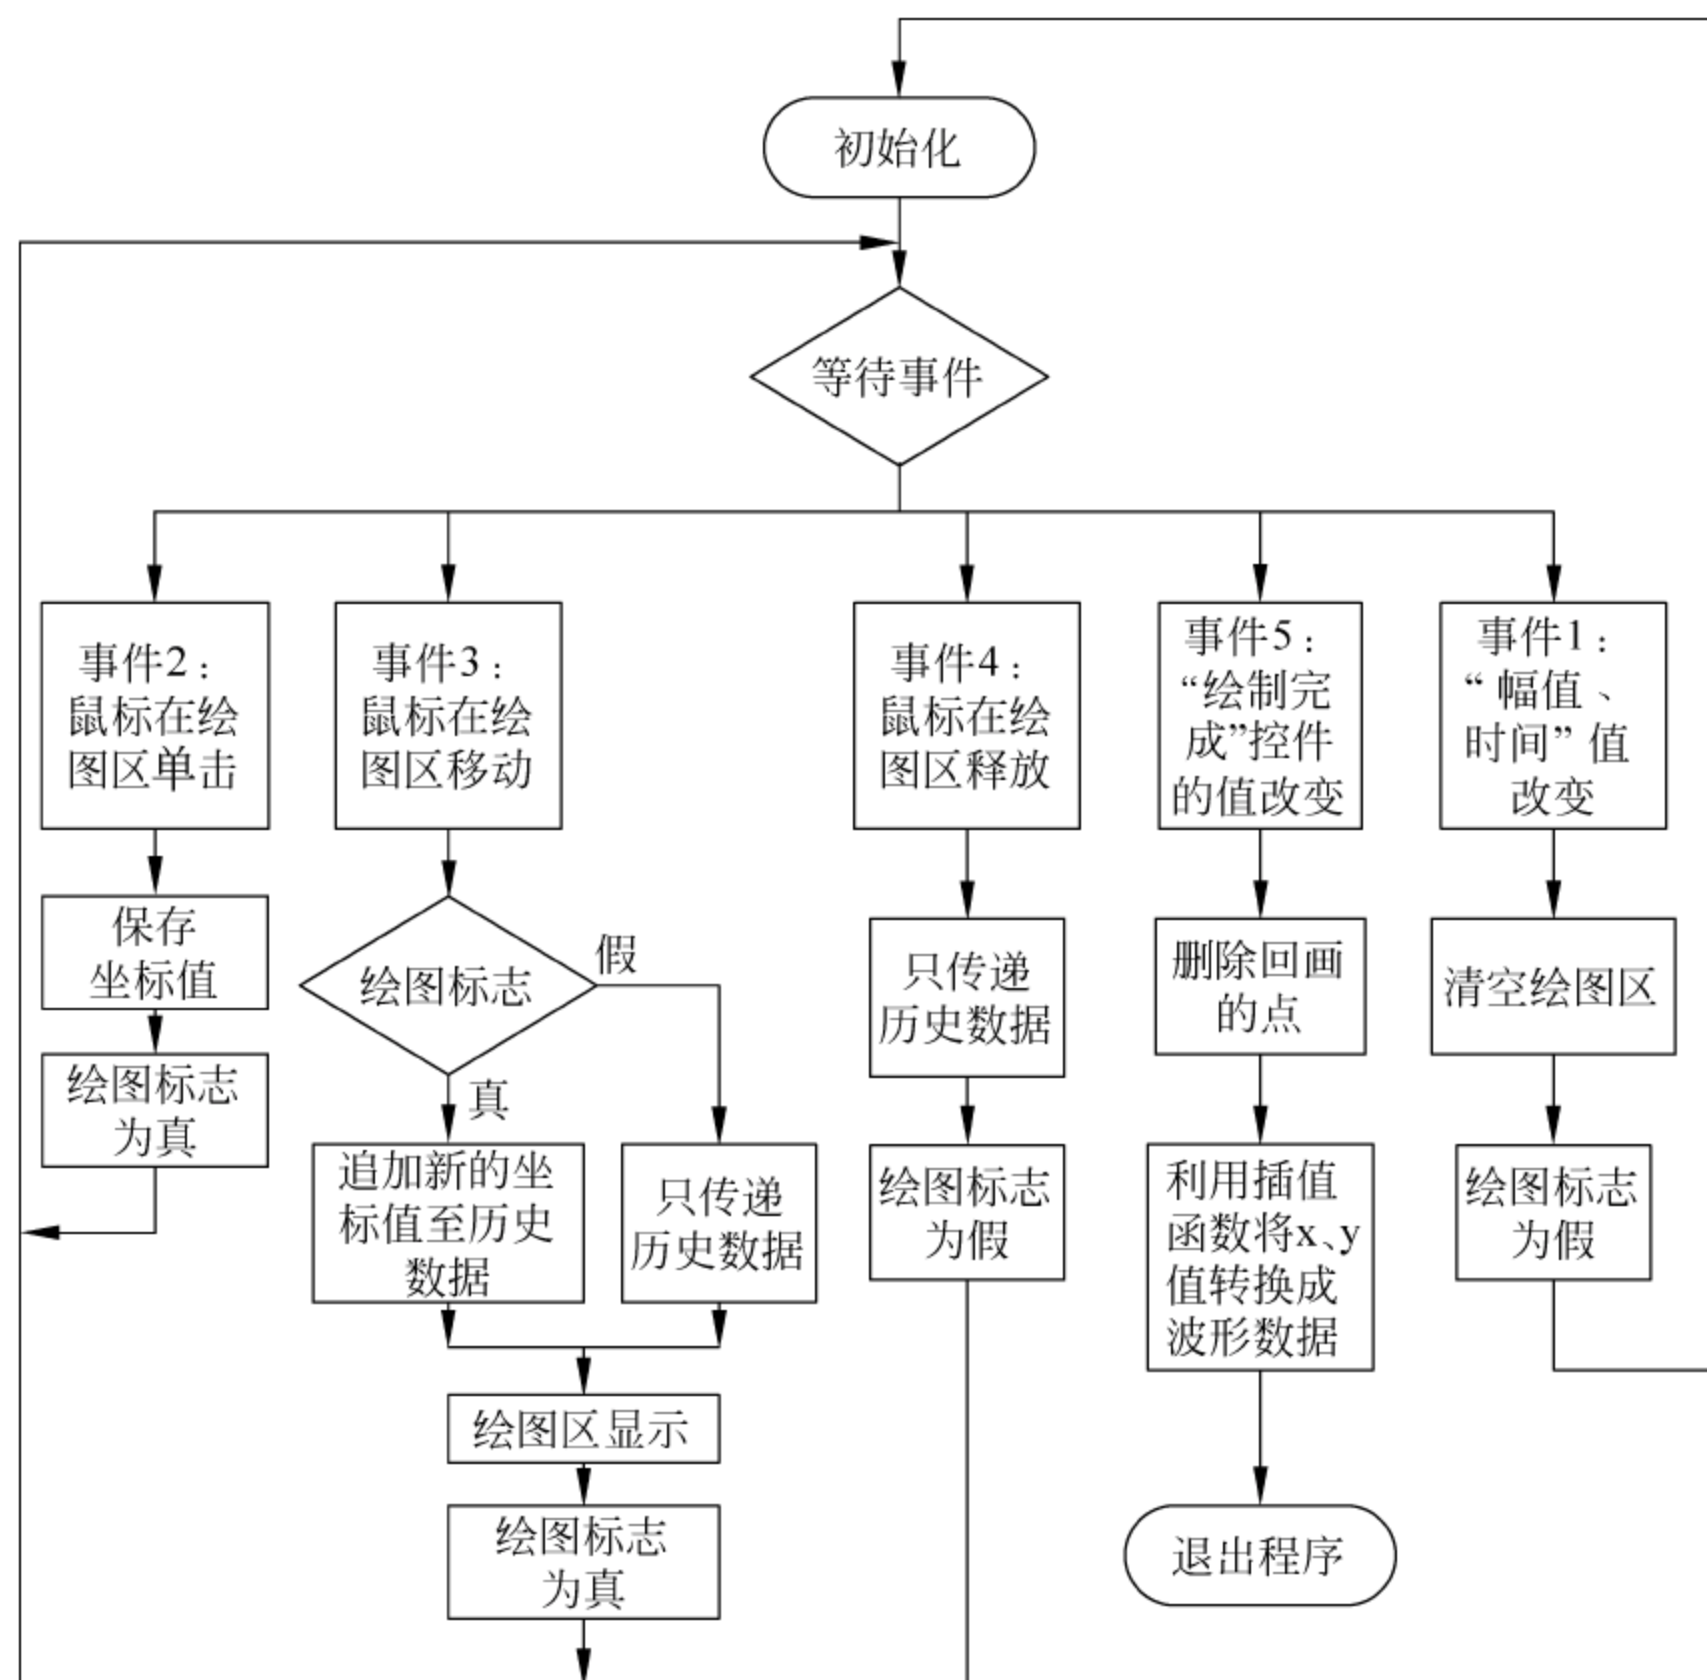 初始化
等待事件
事件2：
鼠标在绘
图区单击
保存
坐标值
绘图标志
为真
事件3：
鼠标在绘
图区移动
绘图标志
假
真
追加新的坐
标值至历史
数据
只传递
历史数据
绘图区显示
绘图标志
为真
事件4：
鼠标在绘
图区释放
只传递
历史数据
绘图标志
为假
事件5：
“绘制完
成”控件
的值改变
删除回画
的点
利用插值
函数将x、y
值转换成
波形数据
退出程序
事件1：
“ 幅值、
时间” 值
改变
清空绘图区
绘图标志
为假